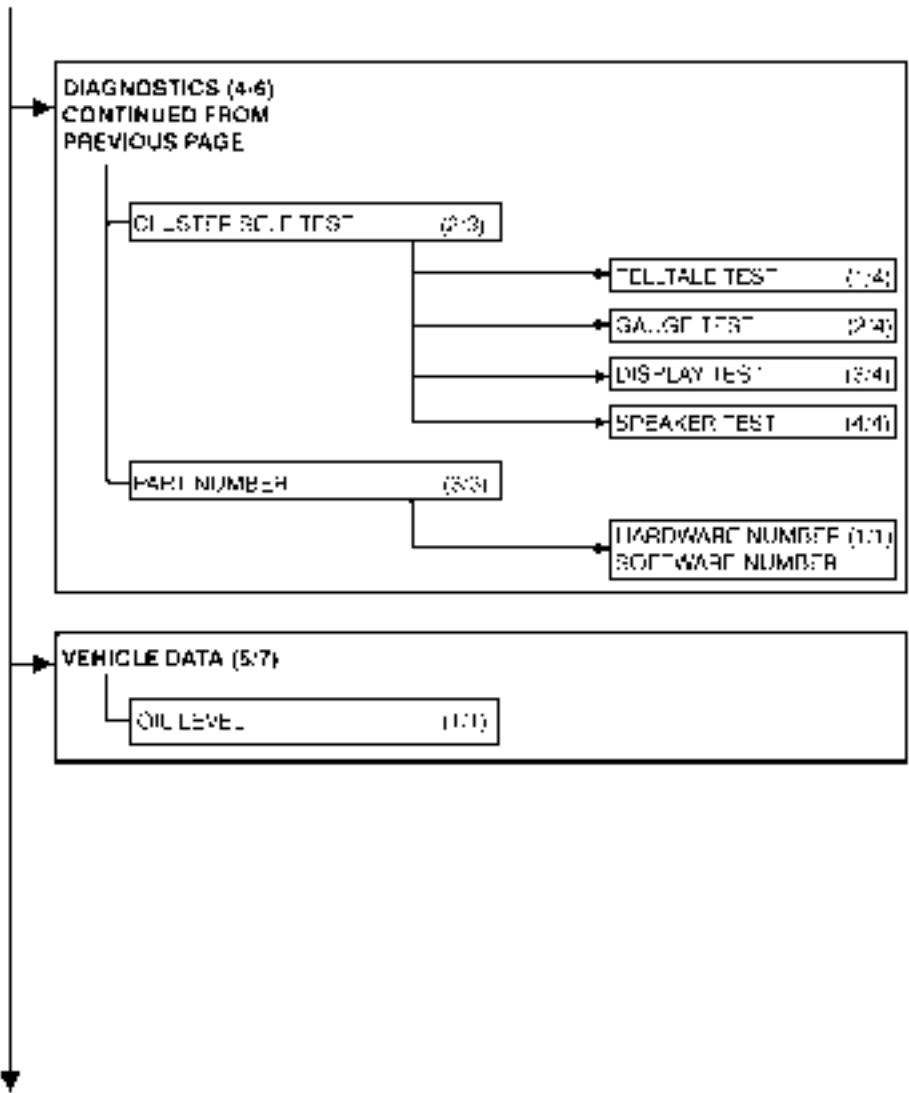 DIAGNOSTICS (4/6)
CONTINUED FROM
PREVIOUS PAGE
CLUSTER SELF TEST (2/3)
TELLTALE TEST (1/4)
GAUGE TEST (2/4)
DISPLAY TEST (3/4)
SPEAKER TEST (4/4)
PART NUMBER (3/3)
HARDWARE NUMBER (1/1)
SOFTWARE NUMBER
VEHICLE DATA (5/7)
OIL LEVEL (1/1)